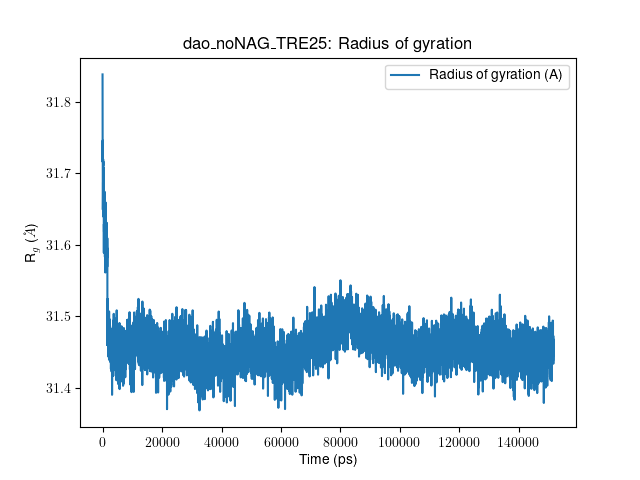 dao_noNAG_TRE25: Radius of gyration
Radius of gyration (A)
31.8
31.7
31.6
31.5
31.4
R_g (Å)
0 20000 40000 60000 80000 100000 120000 140000
Time (ps)